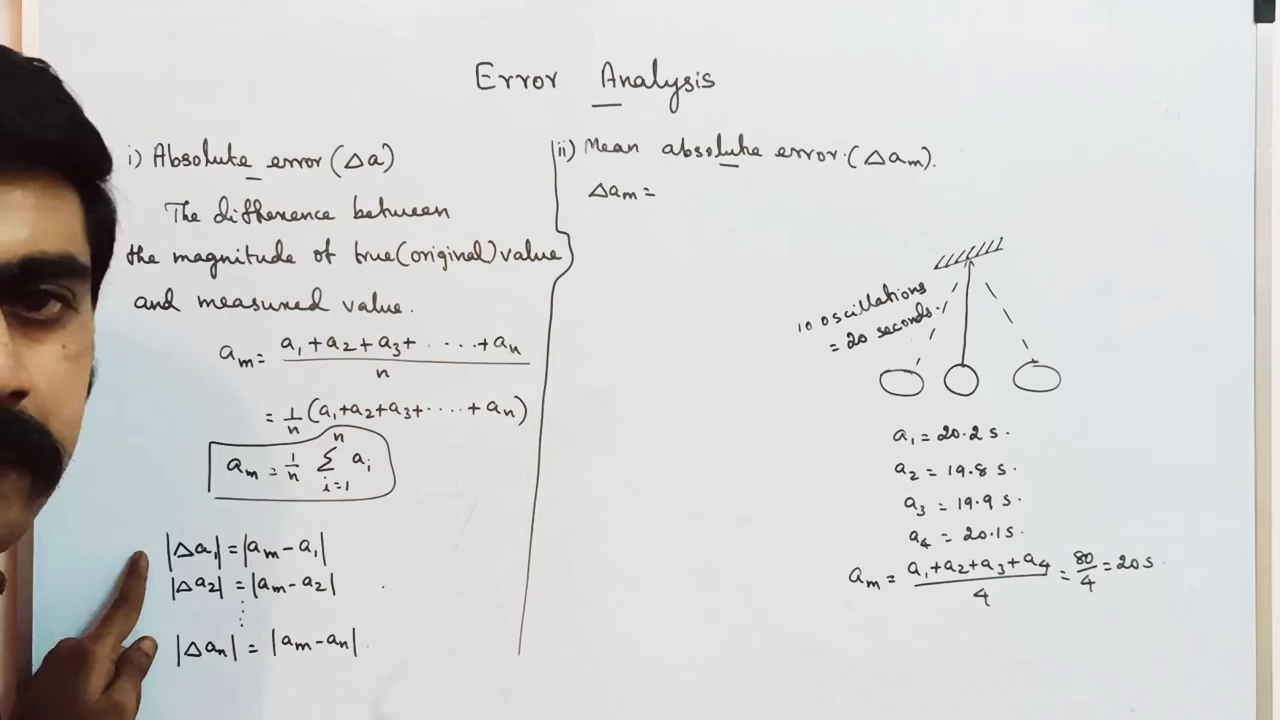 Error Analysis
i) Absolute error (Δa)
The difference between
the magnitude of true(original) value
and measured value.
aₘ = a₁ + a₂ + a₃ + ..... + aₙ / n
= 1/n (a₁+a₂+a₃+.....+ aₙ)
aₘ = 1/n Σⁿᵢ₌₁ aᵢ
|Δa₁| = |aₘ - a₁|
|Δa₂| = |aₘ - a₂|
⋮
|Δaₙ| = |aₘ - aₙ|
ii) Mean absolute error. (Δaₘ).
Δaₘ =
10 oscillations
= 20 seconds.
a₁ = 20.2 s.
a₂ = 19.8 s.
a₃ = 19.9 s.
a₄ = 20.1 s.
aₘ = a₁+a₂+a₃+a₄ / 4 = 80/4 = 20 s.